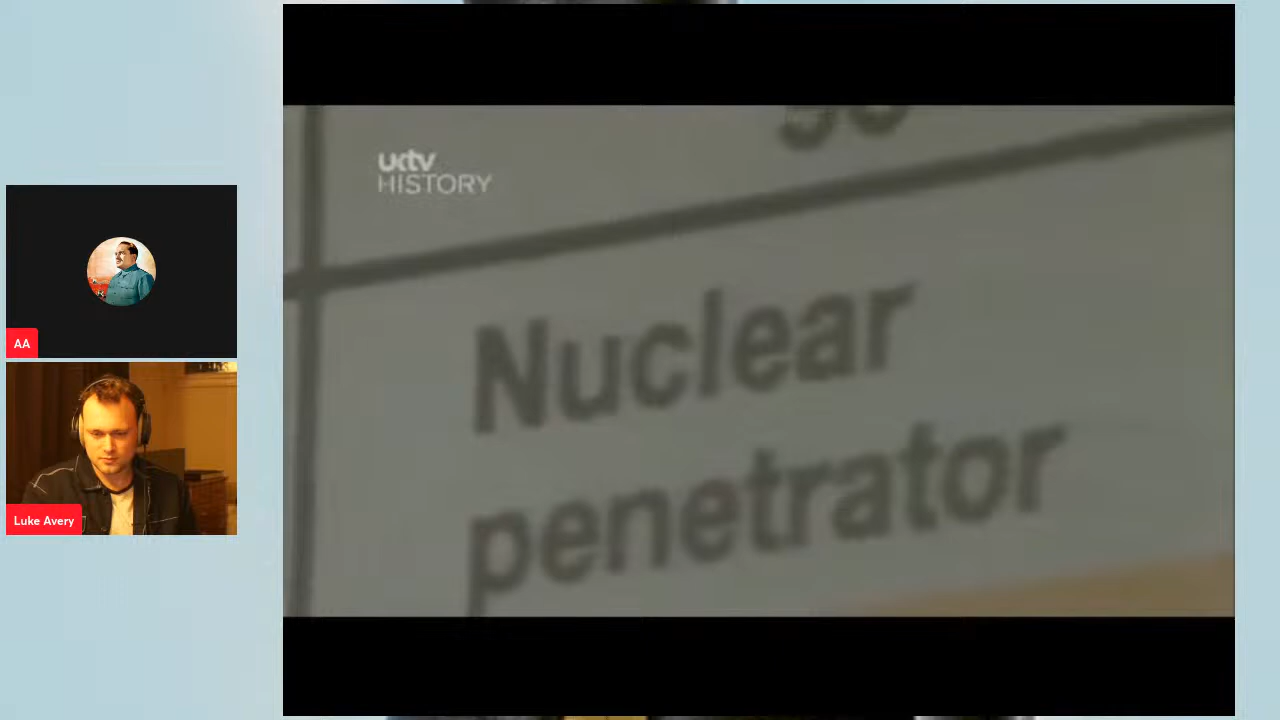 uktv
HISTORY
Nuclear
penetrator
AA
Luke Avery